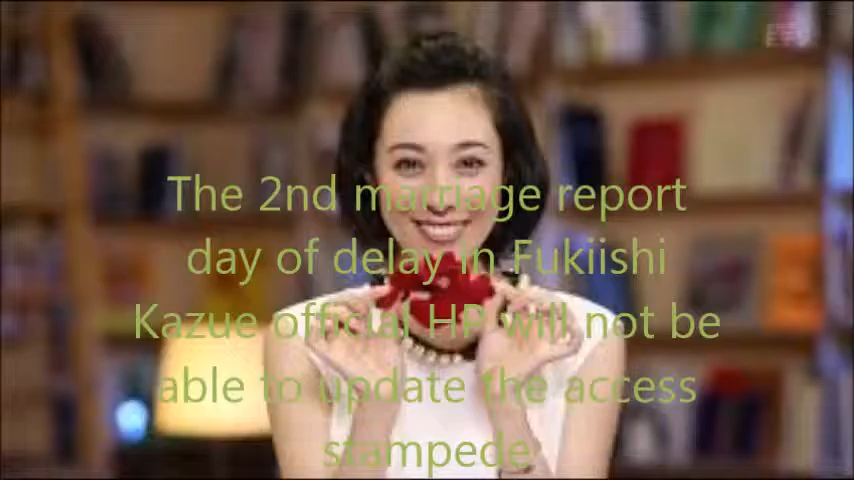 The 2nd marriage report
day of delay in Fukiishi
Kazue official HP will not be
able to update the access
stampede